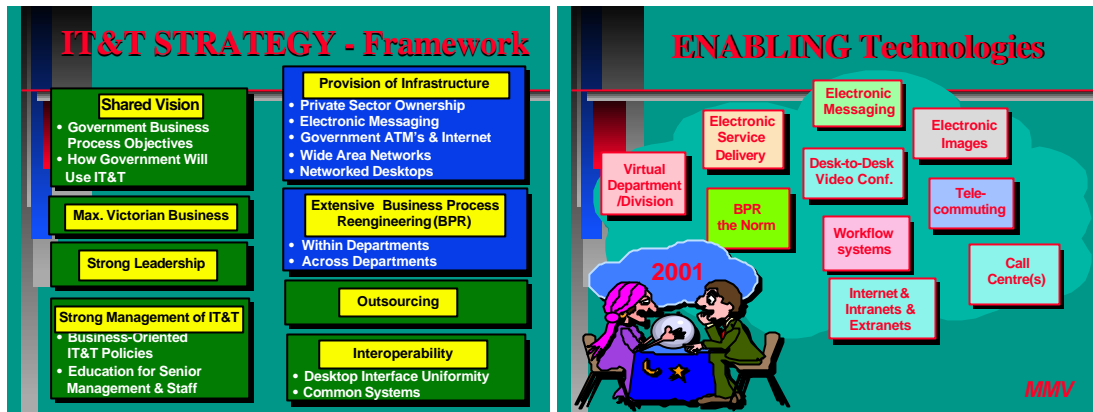 IT&T STRATEGY - Framework
Shared Vision
• Government Business
Process Objectives
• How Government Will
Use IT&T
Max. Victorian Business
Strong Leadership
Strong Management of IT&T
• Business-Oriented
IT&T Policies
• Education for Senior
Management & Staff
Provision of Infrastructure
• Private Sector Ownership
• Electronic Messaging
• Government ATM's & Internet
• Wide Area Networks
• Networked Desktops
Extensive Business Process
Reengineering (BPR)
• Within Departments
• Across Departments
Outsourcing
Interoperability
• Desktop Interface Uniformity
• Common Systems
ENABLING Technologies
Electronic
Messaging
Electronic
Service
Delivery
Electronic
Images
Virtual
Department
/Division
Desk-to-Desk
Video Conf.
BPR
the Norm
Tele-
commuting
Workflow
systems
Call
Centre(s)
Internet &
Intranets &
Extranets
2001
MMV